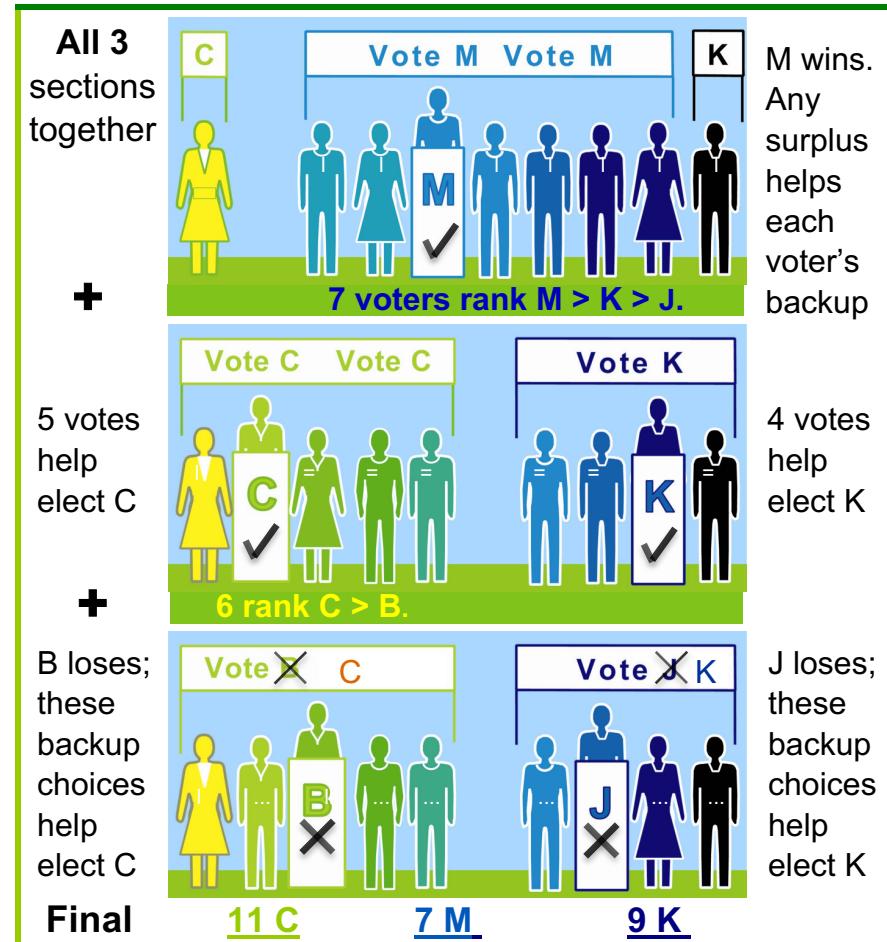 All 3
sections
together
+
C
Vote M Vote M
K
M
7 voters rank M > K > J.
M wins.
Any
surplus
helps
each
voter’s
backup
5 votes
help
elect C
+
Vote C Vote C
Vote K
C
K
6 rank C > B.
4 votes
help
elect K
B loses;
these
backup
choices
help
elect C
Vote B C
Vote J K
B
J
J loses;
these
backup
choices
help
elect K
Final 11 C 7 M 9 K